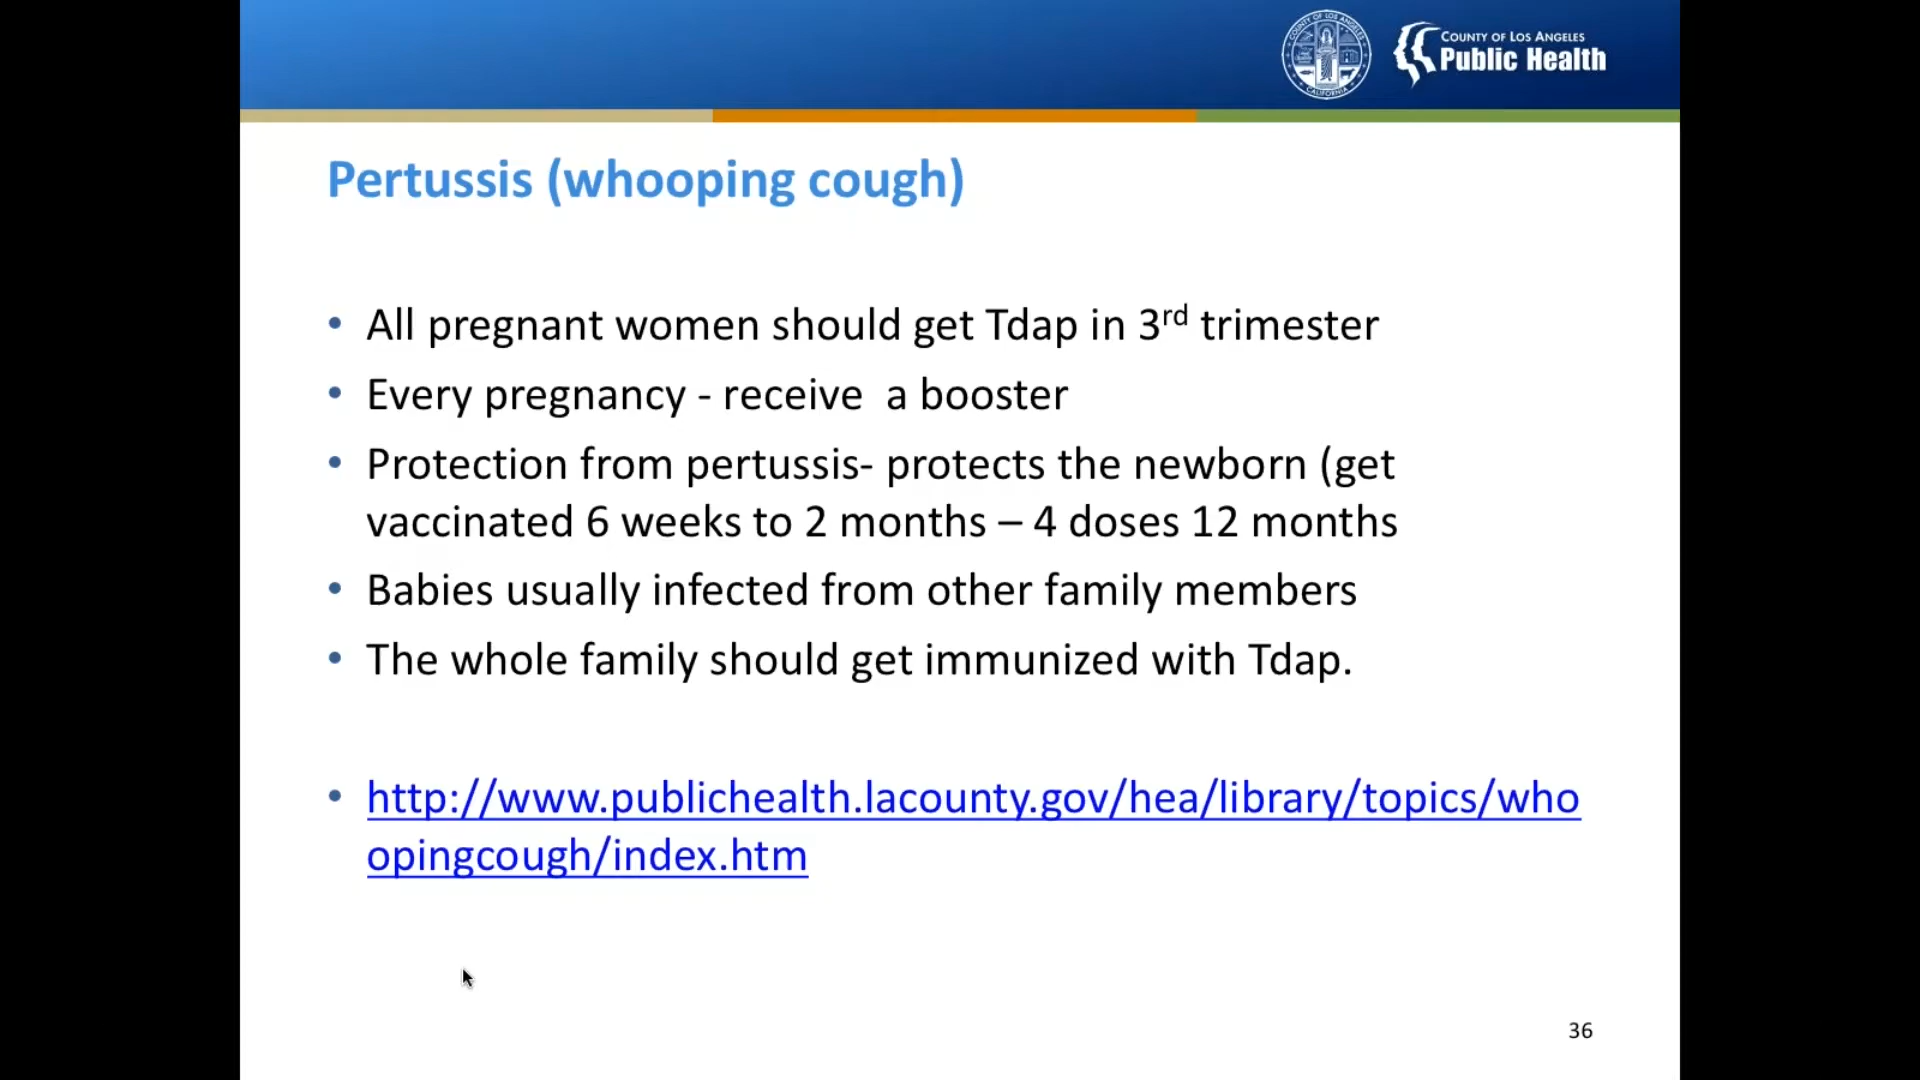 COUNTY OF LOS ANGELES
Public Health
Pertussis (whooping cough)
• All pregnant women should get Tdap in 3rd trimester
• Every pregnancy - receive  a booster
• Protection from pertussis- protects the newborn (get
vaccinated 6 weeks to 2 months – 4 doses 12 months
• Babies usually infected from other family members
• The whole family should get immunized with Tdap.
• http://www.publichealth.lacounty.gov/hea/library/topics/who
opingcough/index.htm
36